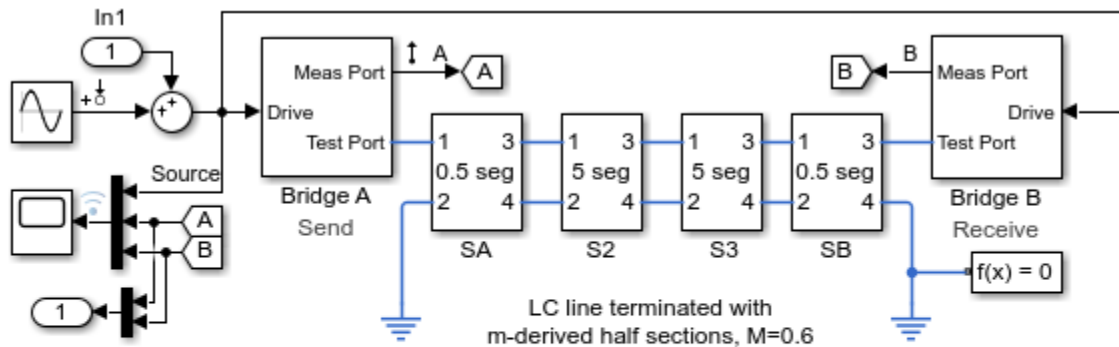 In1
1
+
+ +
Source
Meas Port
Drive
Test Port
Bridge A
Send
A
A
1 3
0.5 seg
2 4
SA
1 3
5 seg
2 4
S2
1 3
5 seg
2 4
S3
1 3
0.5 seg
2 4
SB
B
B
Meas Port
Drive
Test Port
Bridge B
Receive
f(x) = 0
A
B
1
LC line terminated with
m-derived half sections, M=0.6